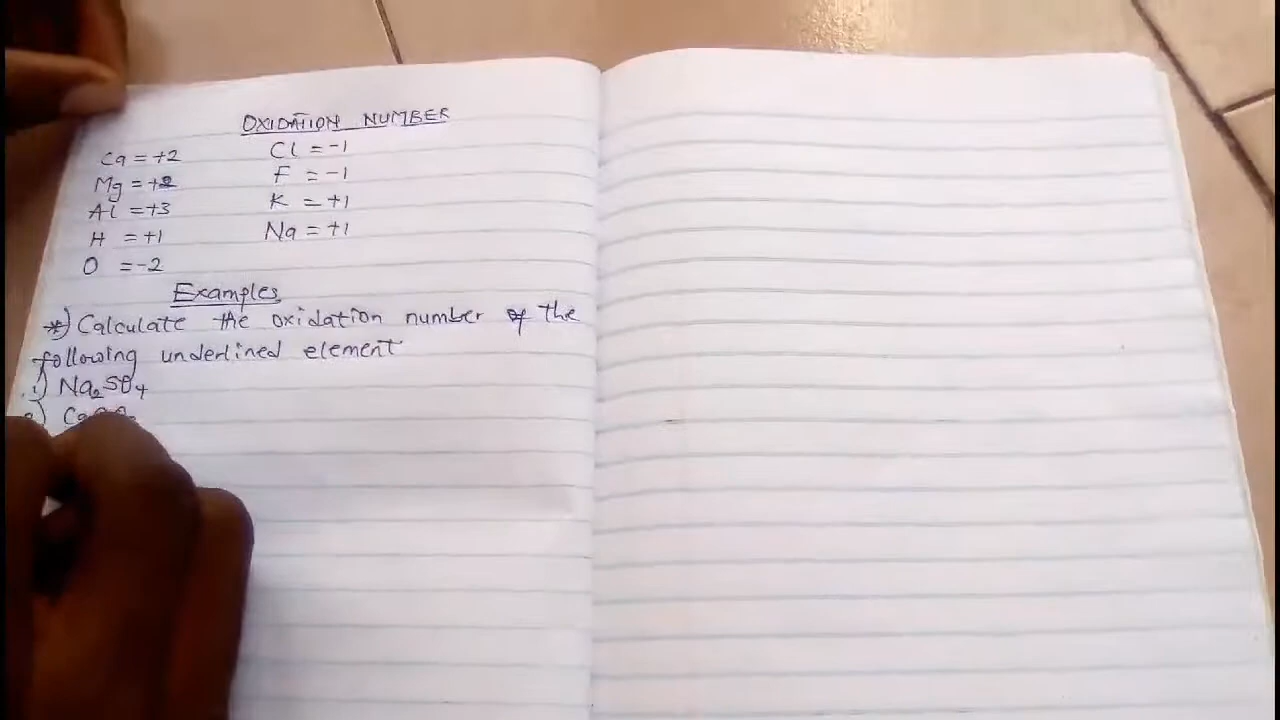 OXIDATION NUMBER
Ca = +2
Mg = +2
Al = +3
H = +1
O = -2
Cl = -1
F = -1
K = +1
Na = +1
Examples
*) Calculate the oxidation number of the
following underlined element
i) Na₂SO₄